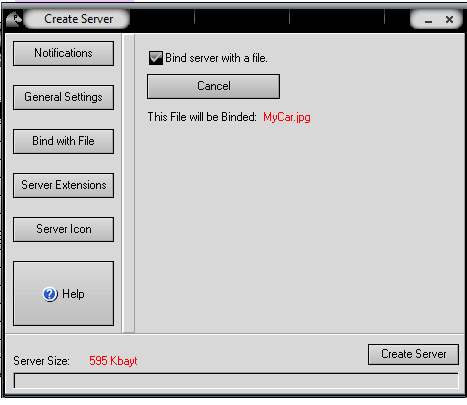 Create Server
Notifications
General Settings
Bind with File
Server Extensions
Server Icon
Help
Bind server with a file.
Cancel
This File will be Binded: MyCar.jpg
Server Size: 595 Kbayt
Create Server